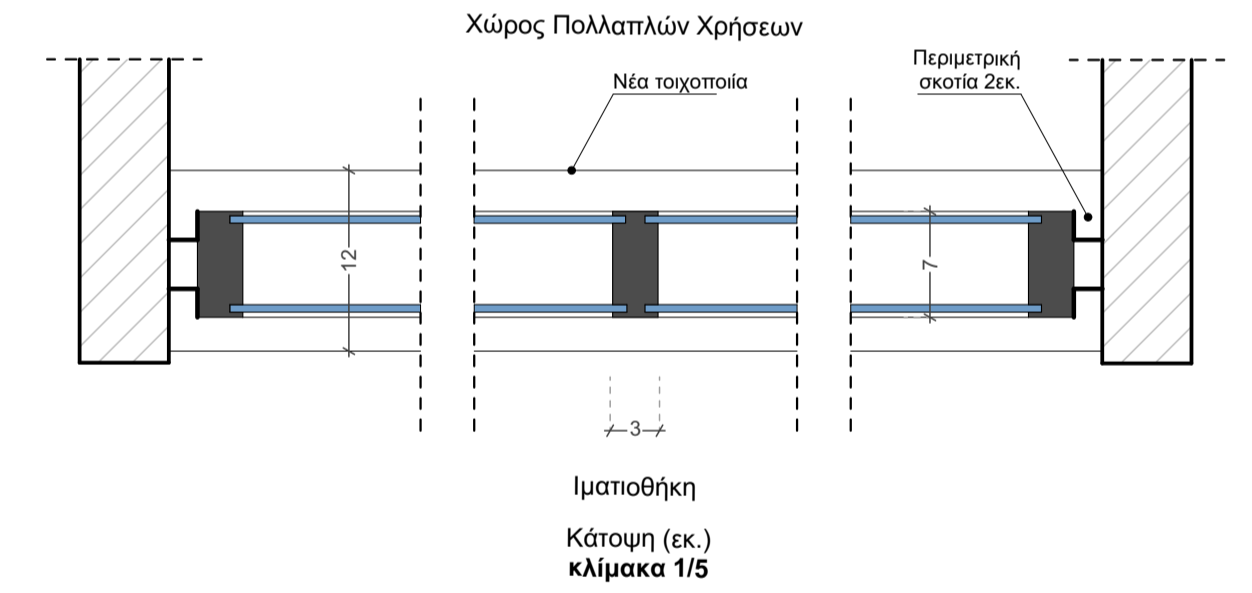 Χώρος Πολλαπλών Χρήσεων
Νέα τοιχοποιία
Περιμετρική
σκοτία 2εκ.
12
7
3
Ιματιοθήκη
Κάτοψη (εκ.)
κλίμακα 1/5